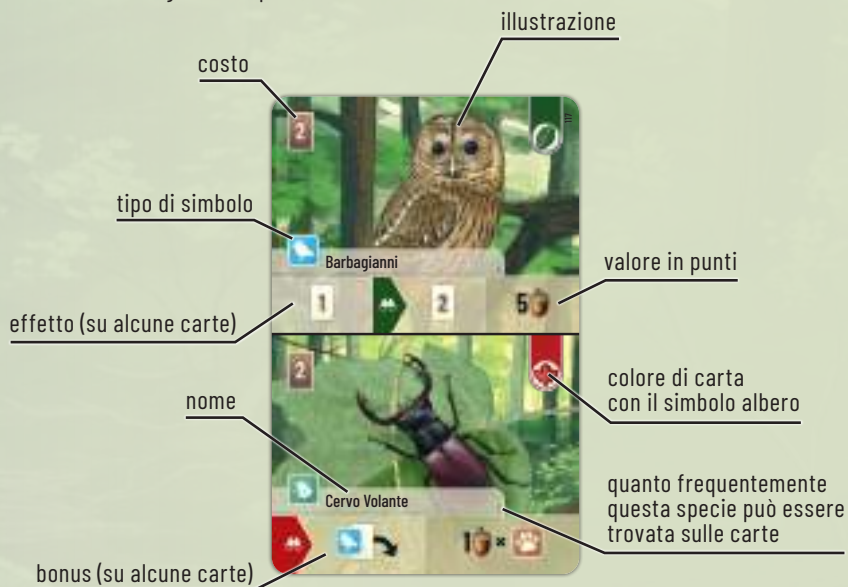 illustrazione
costo
2
tipo di simbolo
Barbagianni
valore in punti
1
2
5
effetto (su alcune carte)
2
colore di carta
con il simbolo albero
nome
quanto frequentemente
questa specie può essere
trovata sulle carte
Cervo Volante
1 ×
bonus (su alcune carte)